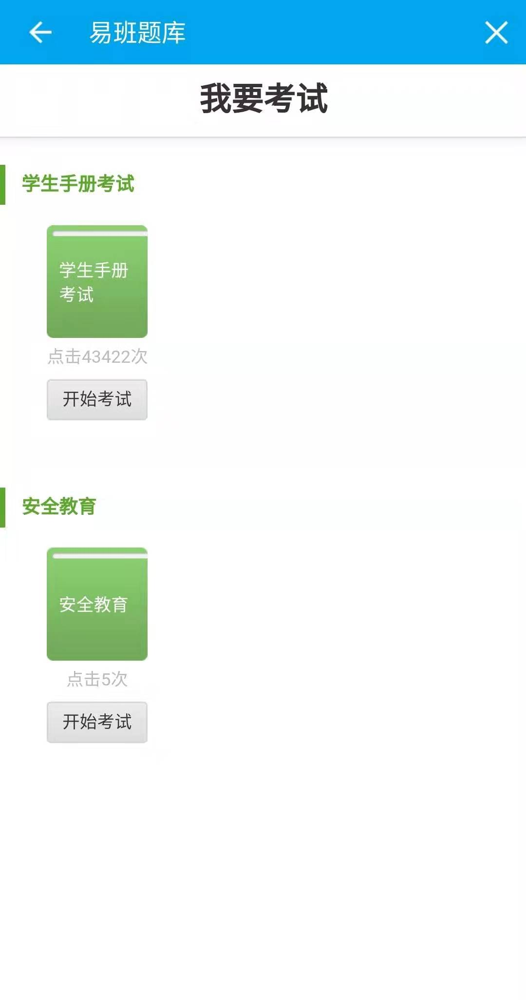 易班题库
我要考试
学生手册考试
学生手册
考试
点击43422次
开始考试
安全教育
安全教育
点击5次
开始考试